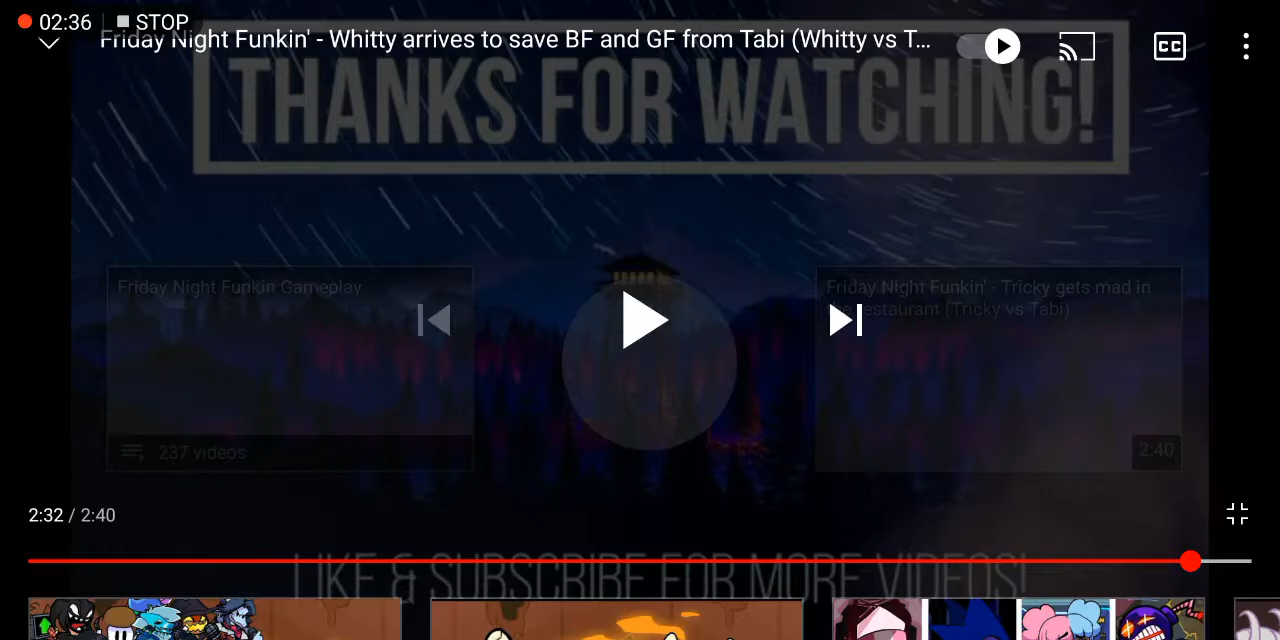 02:36 STOP
Friday Night Funkin' - Whitty arrives to save BF and GF from Tabi (Whitty vs T...
CC
THANKS FOR WATCHING!
Friday Night Funkin Gameplay
Friday Night Funkin' - Tricky gets mad in
the restaurant (Tricky vs Tabi)
237 videos
2:40
2:32 / 2:40
LIKE & SUBSCRIBE FOR MORE VIDEOS!